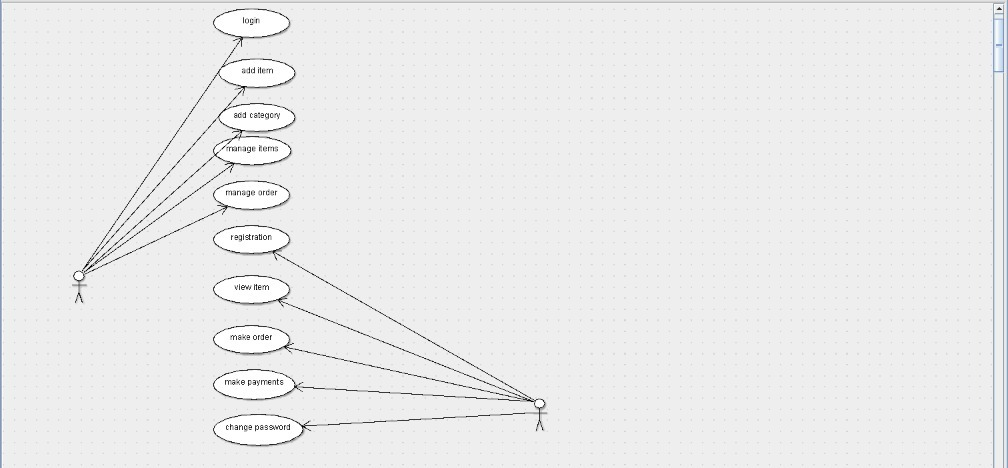 login
add item
add category
manage items
manage order
registration
view item
make order
make payments
change password